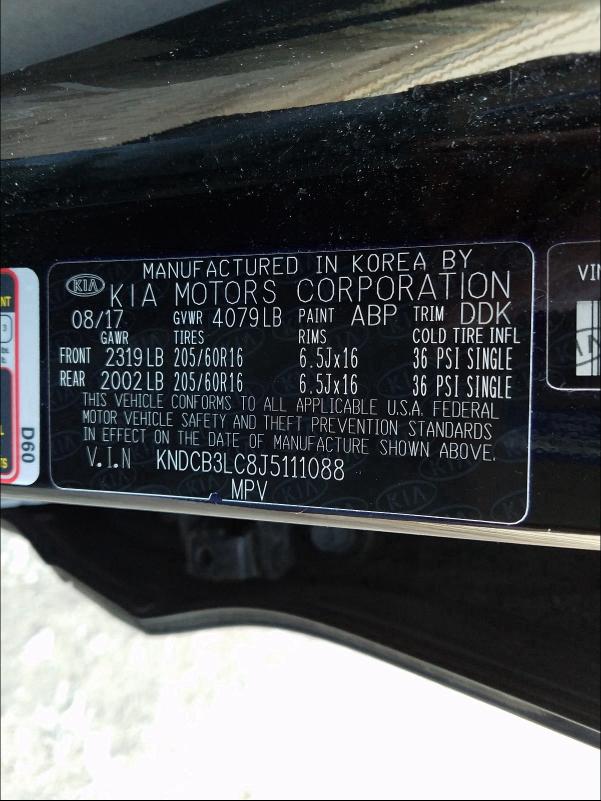 MANUFACTURED IN KOREA BY
KIA KIA MOTORS CORPORATION
08/17 GVWR 4079LB PAINT ABP TRIM DDK
GAWR TIRES RIMS COLD TIRE INFL
FRONT 2319LB 205/60R16 6.5Jx16 36 PSI SINGLE
REAR 2002LB 205/60R16 6.5Jx16 36 PSI SINGLE
THIS VEHICLE CONFORMS TO ALL APPLICABLE U.S.A. FEDERAL
MOTOR VEHICLE SAFETY AND THEFT PREVENTION STANDARDS
IN EFFECT ON THE DATE OF MANUFACTURE SHOWN ABOVE.
V.I.N KNDCB3LC8J5111088
MPV
D60
VIN